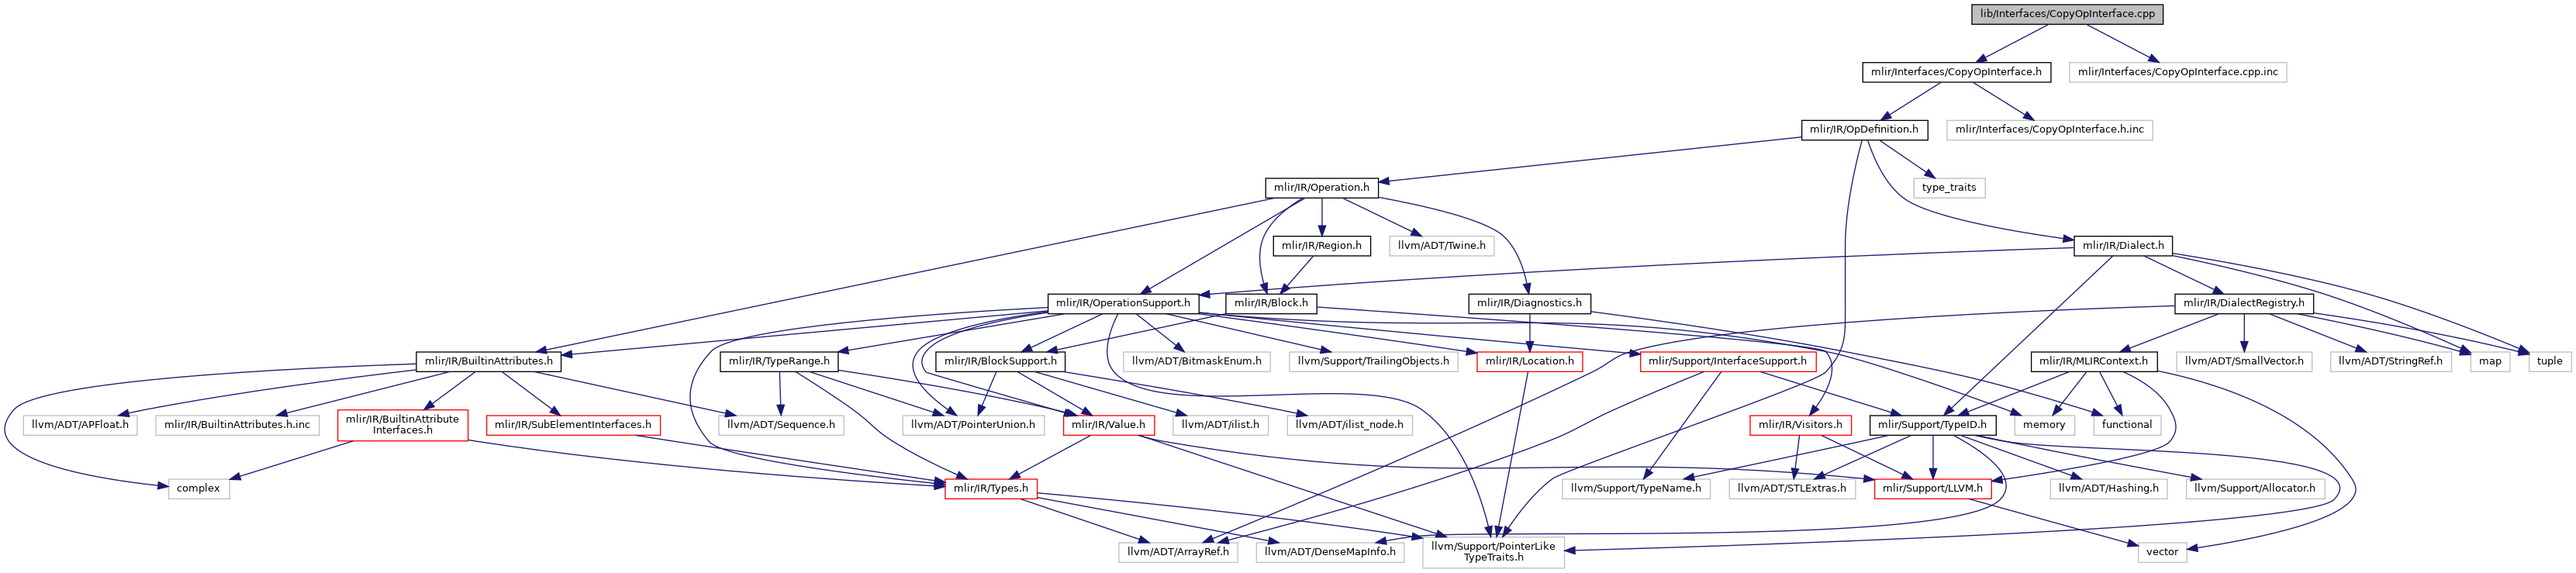 lib/Interfaces/CopyOpInterface.cpp
mlir/Interfaces/CopyOpInterface.h
mlir/Interfaces/CopyOpInterface.cpp.inc
mlir/IR/OpDefinition.h
mlir/Interfaces/CopyOpInterface.h.inc
mlir/IR/Operation.h
type_traits
mlir/IR/Region.h
llvm/ADT/Twine.h
mlir/IR/Dialect.h
mlir/IR/OperationSupport.h
mlir/IR/Block.h
mlir/IR/Diagnostics.h
mlir/IR/DialectRegistry.h
mlir/IR/BuiltinAttributes.h
mlir/IR/TypeRange.h
mlir/IR/BlockSupport.h
llvm/ADT/BitmaskEnum.h
llvm/Support/TrailingObjects.h
mlir/IR/Location.h
mlir/Support/InterfaceSupport.h
mlir/IR/MLIRContext.h
llvm/ADT/SmallVector.h
llvm/ADT/StringRef.h
map
tuple
llvm/ADT/APFloat.h
mlir/IR/BuiltinAttributes.h.inc
mlir/IR/BuiltinAttribute
Interfaces.h
mlir/IR/SubElementInterfaces.h
llvm/ADT/Sequence.h
llvm/ADT/PointerUnion.h
mlir/IR/Value.h
llvm/ADT/ilist.h
llvm/ADT/ilist_node.h
mlir/IR/Visitors.h
mlir/Support/TypeID.h
memory
functional
complex
mlir/IR/Types.h
llvm/Support/TypeName.h
llvm/ADT/STLExtras.h
mlir/Support/LLVM.h
llvm/ADT/Hashing.h
llvm/Support/Allocator.h
llvm/ADT/ArrayRef.h
llvm/ADT/DenseMapInfo.h
llvm/Support/PointerLike
TypeTraits.h
vector